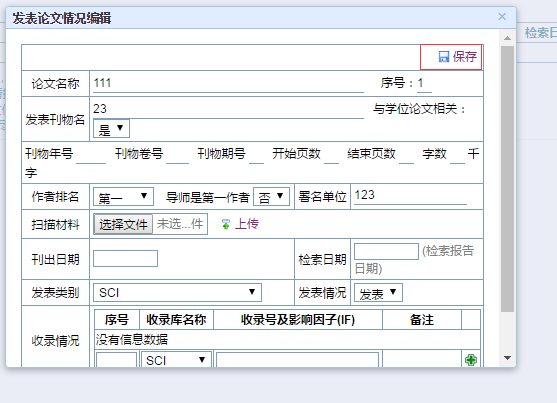 发表论文情况编辑
检索日
保存
论文名称 111 序号：1
发表刊物名 23 与学位论文相关：
是
刊物年号 刊物卷号 刊物期号 开始页数 结束页数 字数 千
字
作者排名 第一 导师是第一作者 否 署名单位 123
扫描材料 选择文件 未选...件 上传
刊出日期 检索日期 (检索报告
日期)
发表类别 SCI 发表情况 发表
收录情况 序号 收录库名称 收录号及影响因子(IF) 备注
没有信息数据
SCI